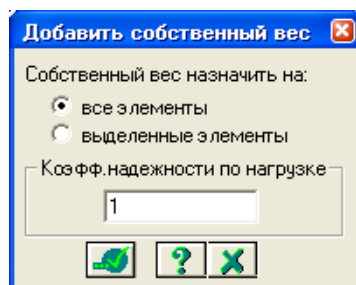 Добавить собственный вес
Собственный вес назначить на:
все элементы
выделенные элементы
Коэфф.надежности по нагрузке
1
?